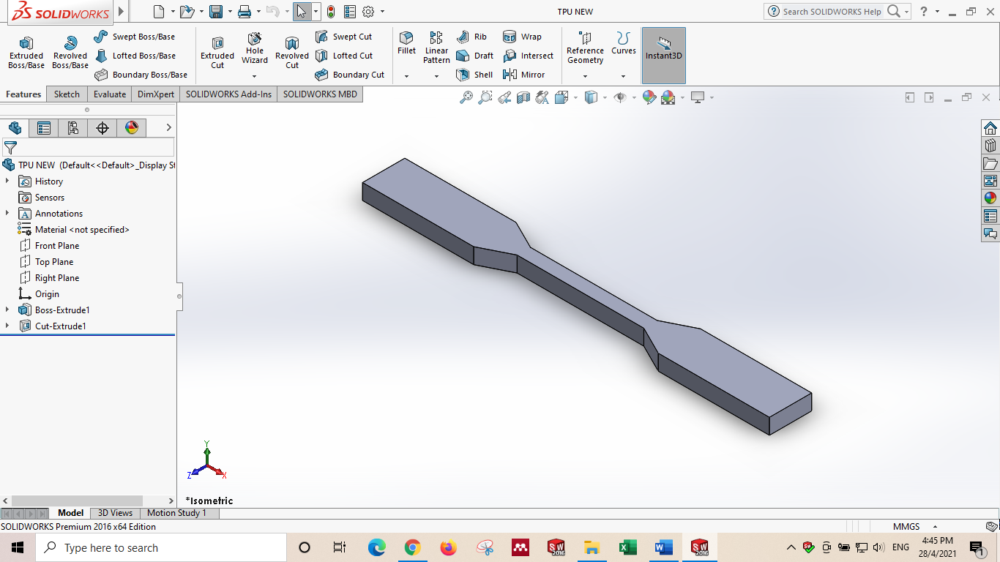 SOLIDWORKS
TPU NEW
Search SOLIDWORKS Help
?
Extruded Boss/Base
Revolved Boss/Base
Swept Boss/Base
Lofted Boss/Base
Boundary Boss/Base
Extruded Cut
Hole Wizard
Revolved Cut
Swept Cut
Lofted Cut
Boundary Cut
Fillet
Linear Pattern
Rib
Draft
Shell
Wrap
Intersect
Mirror
Reference Geometry
Curves
Instant3D
Features
Sketch
Evaluate
DimXpert
SOLIDWORKS Add-Ins
SOLIDWORKS MBD
TPU NEW (Default<<Default>_Display St
History
Sensors
Annotations
Material <not specified>
Front Plane
Top Plane
Right Plane
Origin
Boss-Extrude1
Cut-Extrude1
Y
Z
X
*Isometric
Model
3D Views
Motion Study 1
SOLIDWORKS Premium 2016 x64 Edition
MMGS
Type here to search
ENG
4:45 PM
28/4/2021